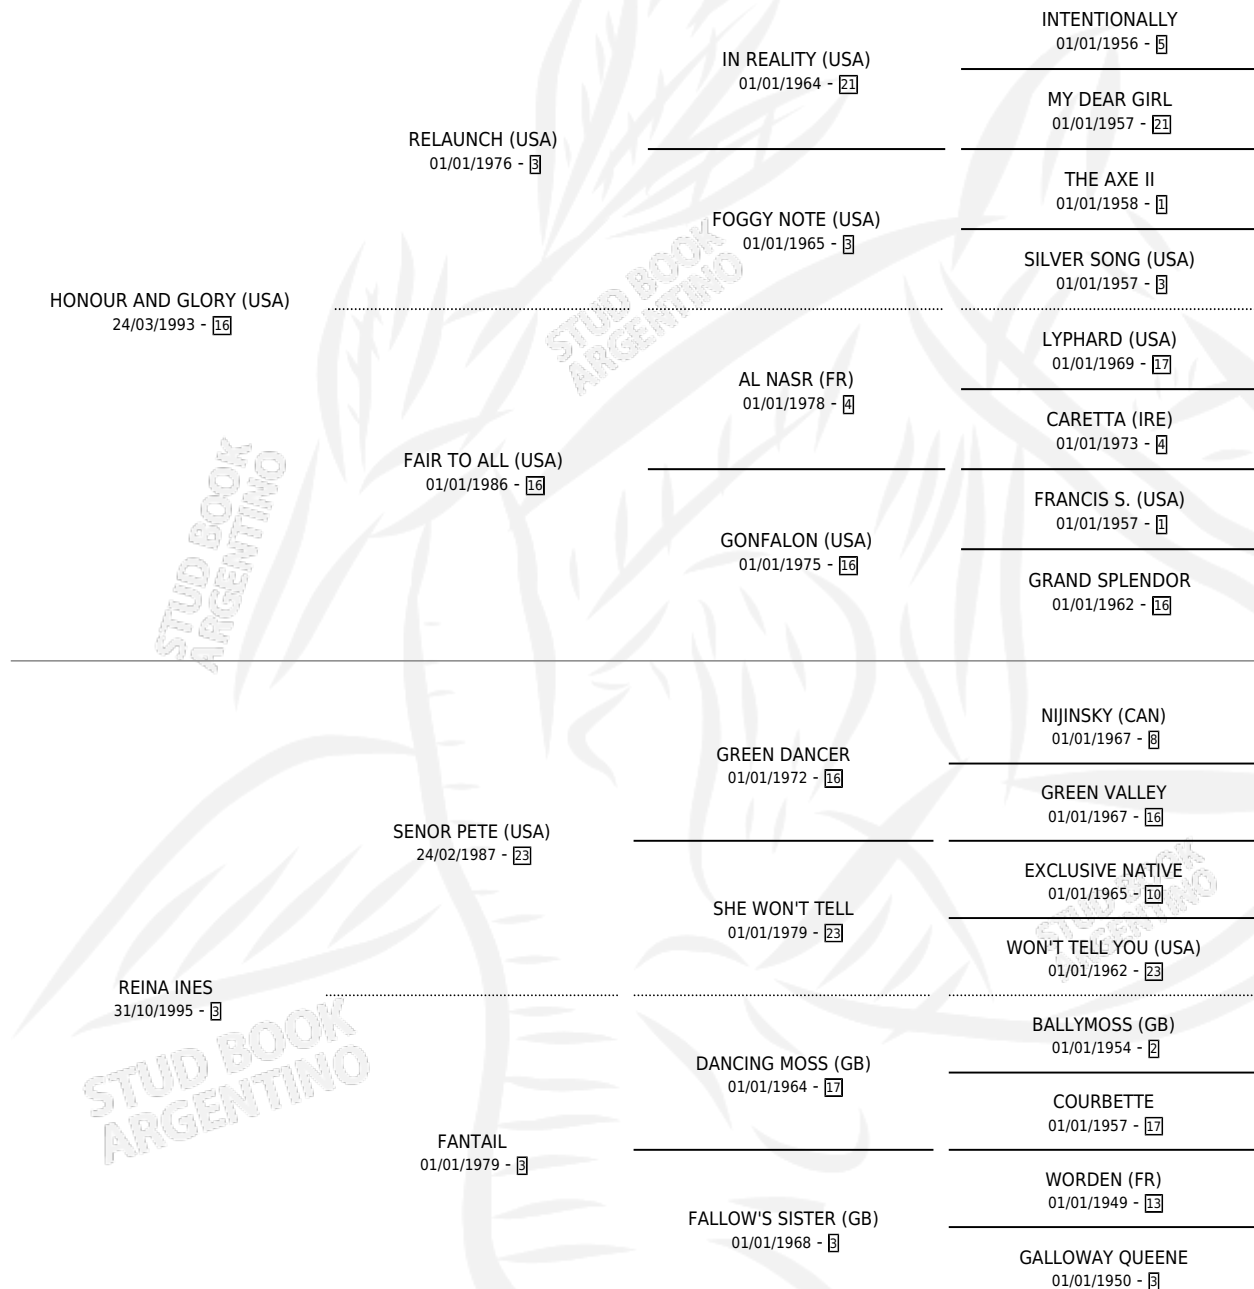 INTENTIONALLY
01/01/1956 - 5
IN REALITY (USA)
01/01/1964 - 21
MY DEAR GIRL
01/01/1957 - 21
RELAUNCH (USA)
01/01/1976 - 3
THE AXE II
01/01/1958 - 1
FOGGY NOTE (USA)
01/01/1965 - 3
SILVER SONG (USA)
01/01/1957 - 3
HONOUR AND GLORY (USA)
24/03/1993 - 16
LYPHARD (USA)
01/01/1969 - 17
AL NASR (FR)
01/01/1978 - 4
CARETTA (IRE)
01/01/1973 - 4
FAIR TO ALL (USA)
01/01/1986 - 16
FRANCIS S. (USA)
01/01/1957 - 1
GONFALON (USA)
01/01/1975 - 16
GRAND SPLENDOR
01/01/1962 - 16
NIJINSKY (CAN)
01/01/1967 - 8
GREEN DANCER
01/01/1972 - 16
GREEN VALLEY
01/01/1967 - 16
SENOR PETE (USA)
24/02/1987 - 23
EXCLUSIVE NATIVE
01/01/1965 - 10
SHE WON'T TELL
01/01/1979 - 23
WON'T TELL YOU (USA)
01/01/1962 - 23
REINA INES
31/10/1995 - 3
BALLYMOSS (GB)
01/01/1954 - 2
DANCING MOSS (GB)
01/01/1964 - 17
COURBETTE
01/01/1957 - 17
FANTAIL
01/01/1979 - 3
WORDEN (FR)
01/01/1949 - 13
FALLOW'S SISTER (GB)
01/01/1968 - 3
GALLOWAY QUEENE
01/01/1950 - 3
STUD BOOK
ARGENTINO
STUD BOOK
ARGENTINO
STUD BOOK
ARGENTINO
STUD BOOK
ARGENTINO